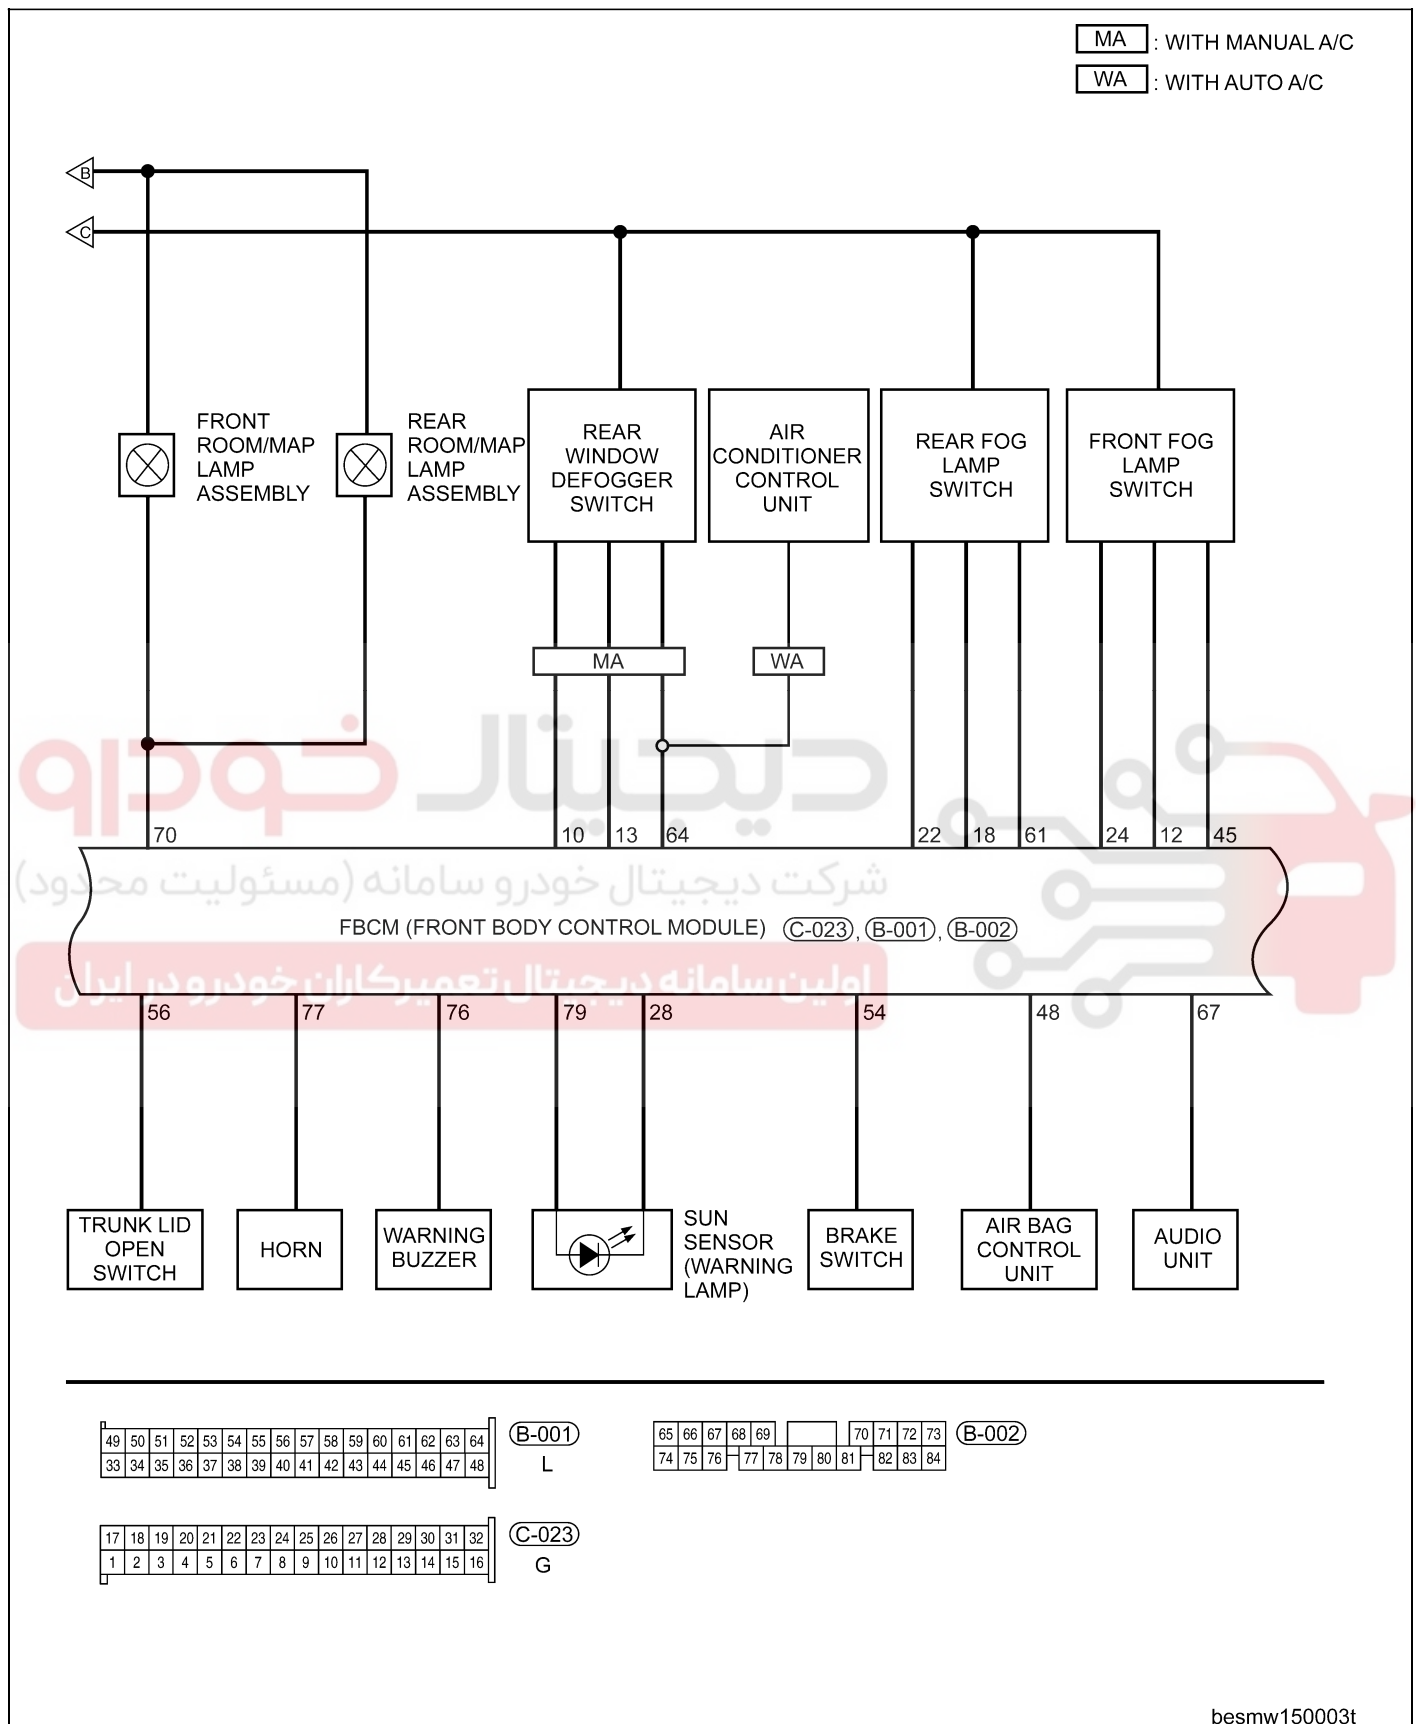 MA : WITH MANUAL A/C
WA : WITH AUTO A/C
B
C
FRONT
ROOM/MAP
LAMP
ASSEMBLY
REAR
ROOM/MAP
LAMP
ASSEMBLY
REAR
WINDOW
DEFOGGER
SWITCH
AIR
CONDITIONER
CONTROL
UNIT
REAR FOG
LAMP
SWITCH
FRONT FOG
LAMP
SWITCH
MA
WA
دیجیتال خودرو
70 10 13 64 22 18 61 24 12 45
شرکت دیجیتال خودرو سامانه (مسئولیت محدود)
FBCM (FRONT BODY CONTROL MODULE) C-023, B-001, B-002
اولین سامانه دیجیتال تعمیرکاران خودرو در ایران
56 77 76 79 28 54 48 67
TRUNK LID
OPEN
SWITCH
HORN
WARNING
BUZZER
SUN
SENSOR
(WARNING
LAMP)
BRAKE
SWITCH
AIR BAG
CONTROL
UNIT
AUDIO
UNIT
49 50 51 52 53 54 55 56 57 58 59 60 61 62 63 64
33 34 35 36 37 38 39 40 41 42 43 44 45 46 47 48
B-001
L
65 66 67 68 69 70 71 72 73
74 75 76 77 78 79 80 81 82 83 84
B-002
17 18 19 20 21 22 23 24 25 26 27 28 29 30 31 32
1 2 3 4 5 6 7 8 9 10 11 12 13 14 15 16
C-023
G
besmw150003t